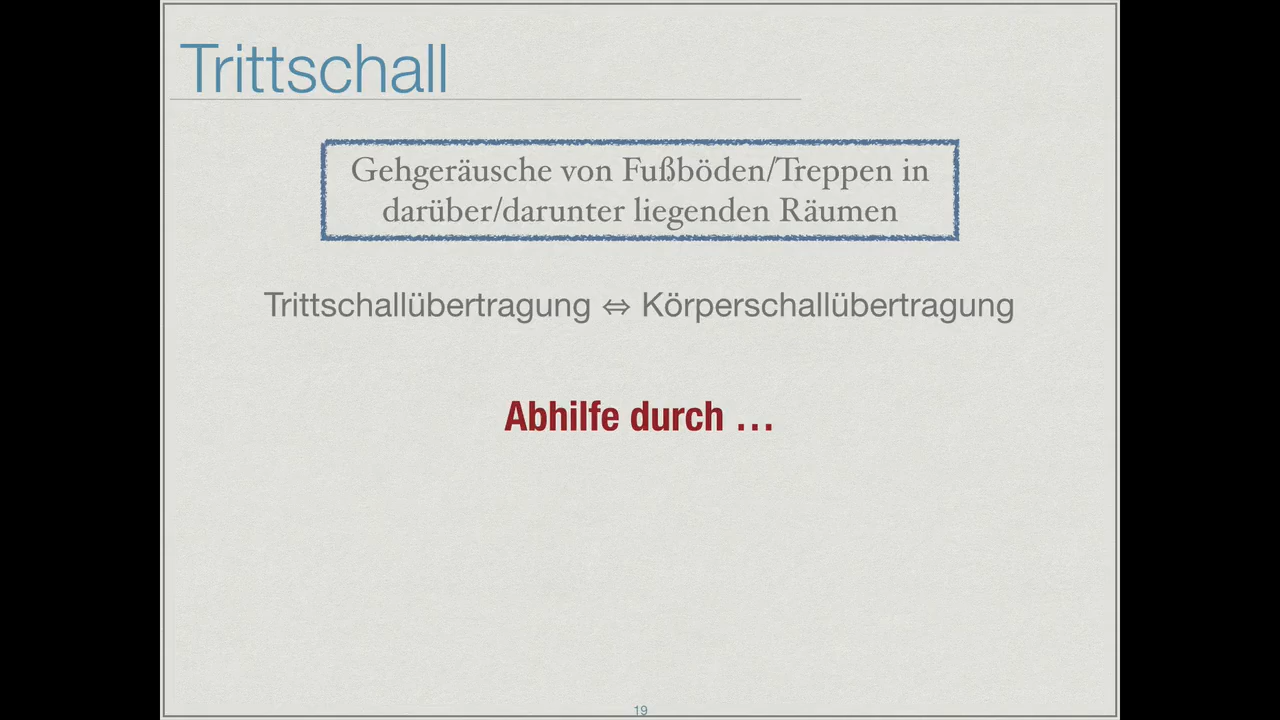 Trittschall
Gehgeräusche von Fußböden/Treppen in
darüber/darunter liegenden Räumen
Trittschallübertragung ⇔ Körperschallübertragung
Abhilfe durch …
19